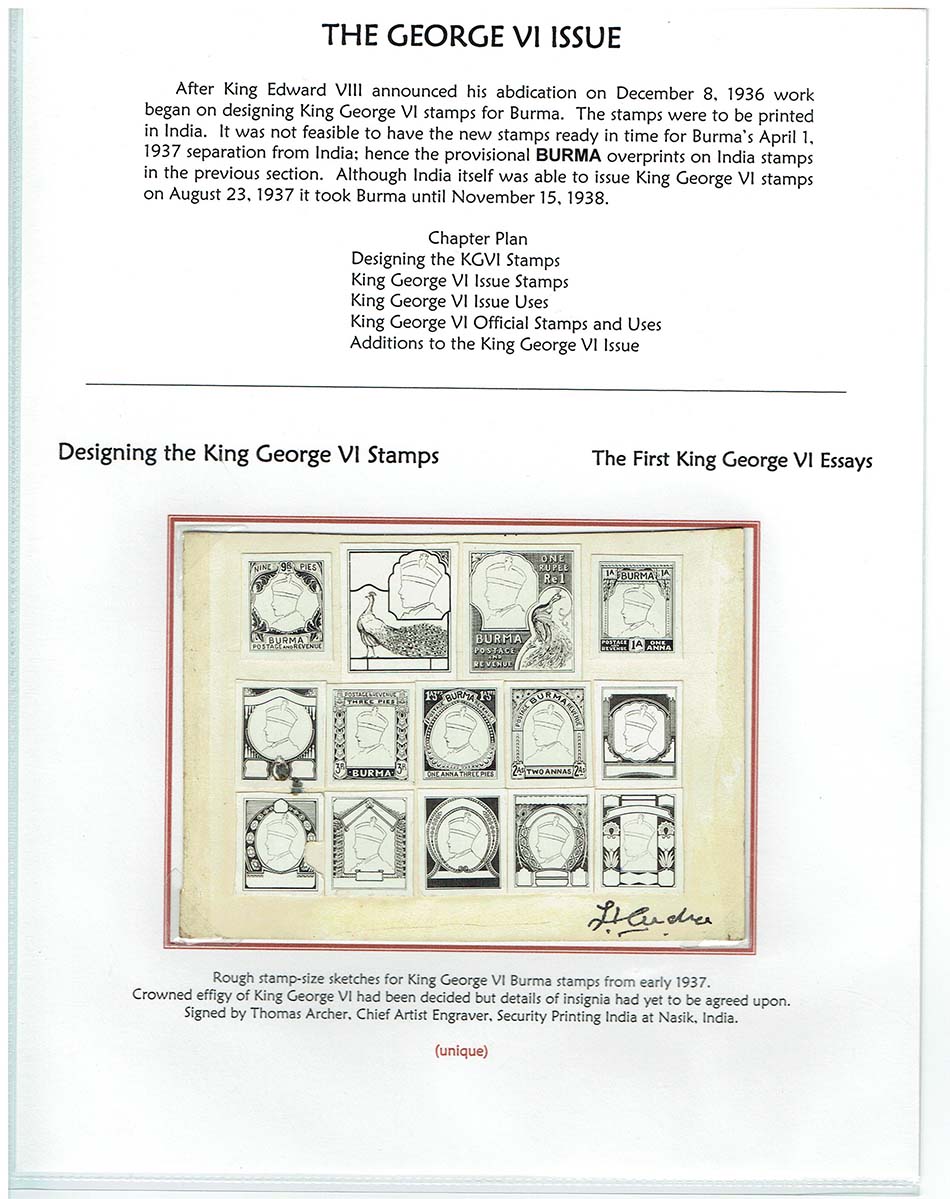 THE GEORGE VI ISSUE
After King Edward VIII announced his abdication on December 8, 1936 work
began on designing King George VI stamps for Burma. The stamps were to be printed
in India. It was not feasible to have the new stamps ready in time for Burma's April 1,
1937 separation from India; hence the provisional BURMA overprints on India stamps
in the previous section. Although India itself was able to issue King George VI stamps
on August 23, 1937 it took Burma until November 15, 1938.
Chapter Plan
Designing the KGVI Stamps
King George VI Issue Stamps
King George VI Issue Uses
King George VI Official Stamps and Uses
Additions to the King George VI Issue
Designing the King George VI Stamps
The First King George VI Essays
NINE 9P PIES
BURMA
POSTAGE AND REVENUE
ONE
RUPEE
Re 1
BURMA
POSTAGE
AND
REVENUE
1A BURMA 1A
POSTAGE
AND
REVENUE
1A
ONE
ANNA
POSTAGE & REVENUE
THREE PIES
3P BURMA 3P
BURMA
POSTAGE REVENUE
ONE ANNA THREE PIES
BURMA
POSTAGE REVENUE
2AS TWO ANNAS 2AS
Rough stamp-size sketches for King George VI Burma stamps from early 1937.
Crowned effigy of King George VI had been decided but details of insignia had yet to be agreed upon.
Signed by Thomas Archer, Chief Artist Engraver, Security Printing India at Nasik, India.
(unique)